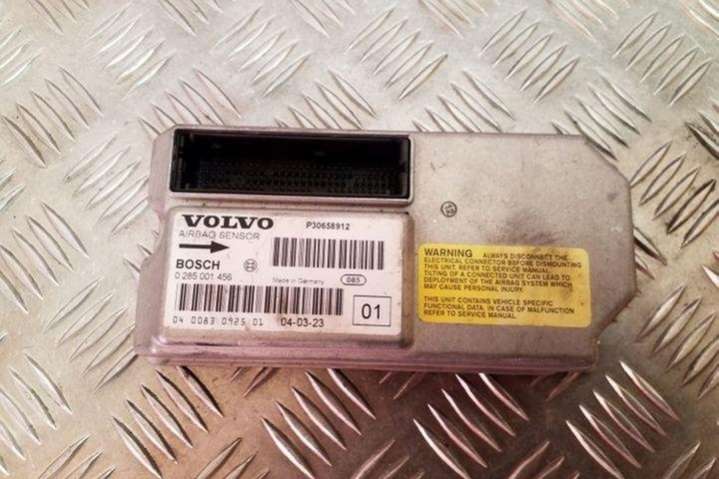 VOLVO
P30658912
AIRBAG SENSOR
BOSCH
Made in Germany
085
0 285 001 456
04 0083 0925 01
04-03-23
01
WARNING ALWAYS DISCONNECT THE
ELECTRICAL CONNECTOR BEFORE DISMOUNTING
THIS UNIT. REFER TO SERVICE MANUAL.
TILTING OF A CONNECTED UNIT CAN LEAD TO
DEPLOYMENT OF THE AIRBAG SYSTEM WHICH
MAY CAUSE PERSONAL INJURY.
THIS UNIT CONTAINS VEHICLE SPECIFIC
FUNCTIONAL DATA. IN CASE OF MALFUNCTION
REFER TO SERVICE MANUAL.